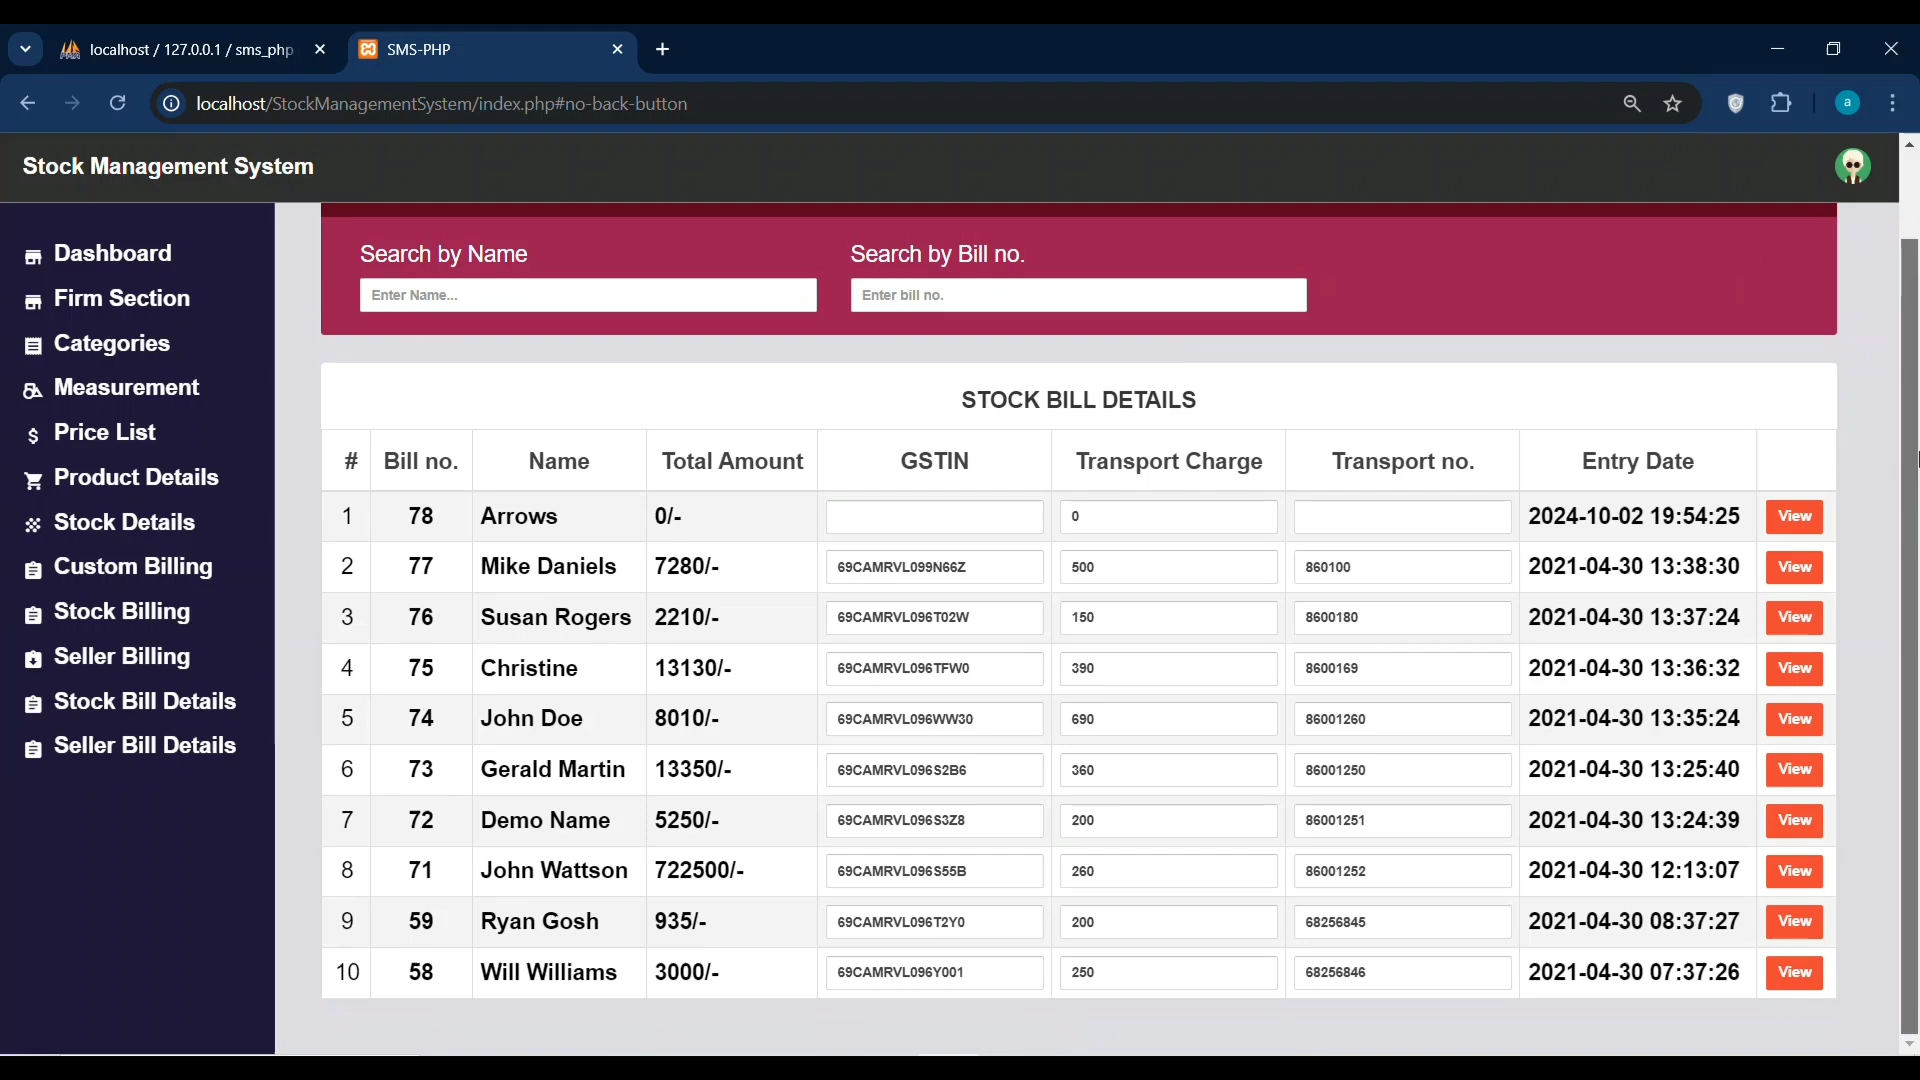 localhost / 127.0.0.1 / sms_php
SMS-PHP
localhost/StockManagementSystem/index.php#no-back-button
a
Stock Management System
Dashboard
Firm Section
Categories
Measurement
Price List
Product Details
Stock Details
Custom Billing
Stock Billing
Seller Billing
Stock Bill Details
Seller Bill Details
Search by Name
Search by Bill no.
Enter Name...
Enter bill no.
STOCK BILL DETAILS
# Bill no. Name Total Amount GSTIN Transport Charge Transport no. Entry Date
1 78 Arrows 0/- 0 2024-10-02 19:54:25 View
2 77 Mike Daniels 7280/- 69CAMRVL099N66Z 500 860100 2021-04-30 13:38:30 View
3 76 Susan Rogers 2210/- 69CAMRVL096T02W 150 8600180 2021-04-30 13:37:24 View
4 75 Christine 13130/- 69CAMRVL096TFW0 390 8600169 2021-04-30 13:36:32 View
5 74 John Doe 8010/- 69CAMRVL096WW30 690 86001260 2021-04-30 13:35:24 View
6 73 Gerald Martin 13350/- 69CAMRVL096S2B6 360 86001250 2021-04-30 13:25:40 View
7 72 Demo Name 5250/- 69CAMRVL096S3Z8 200 86001251 2021-04-30 13:24:39 View
8 71 John Wattson 722500/- 69CAMRVL096S55B 260 86001252 2021-04-30 12:13:07 View
9 59 Ryan Gosh 935/- 69CAMRVL096T2Y0 200 68256845 2021-04-30 08:37:27 View
10 58 Will Williams 3000/- 69CAMRVL096Y001 250 68256846 2021-04-30 07:37:26 View